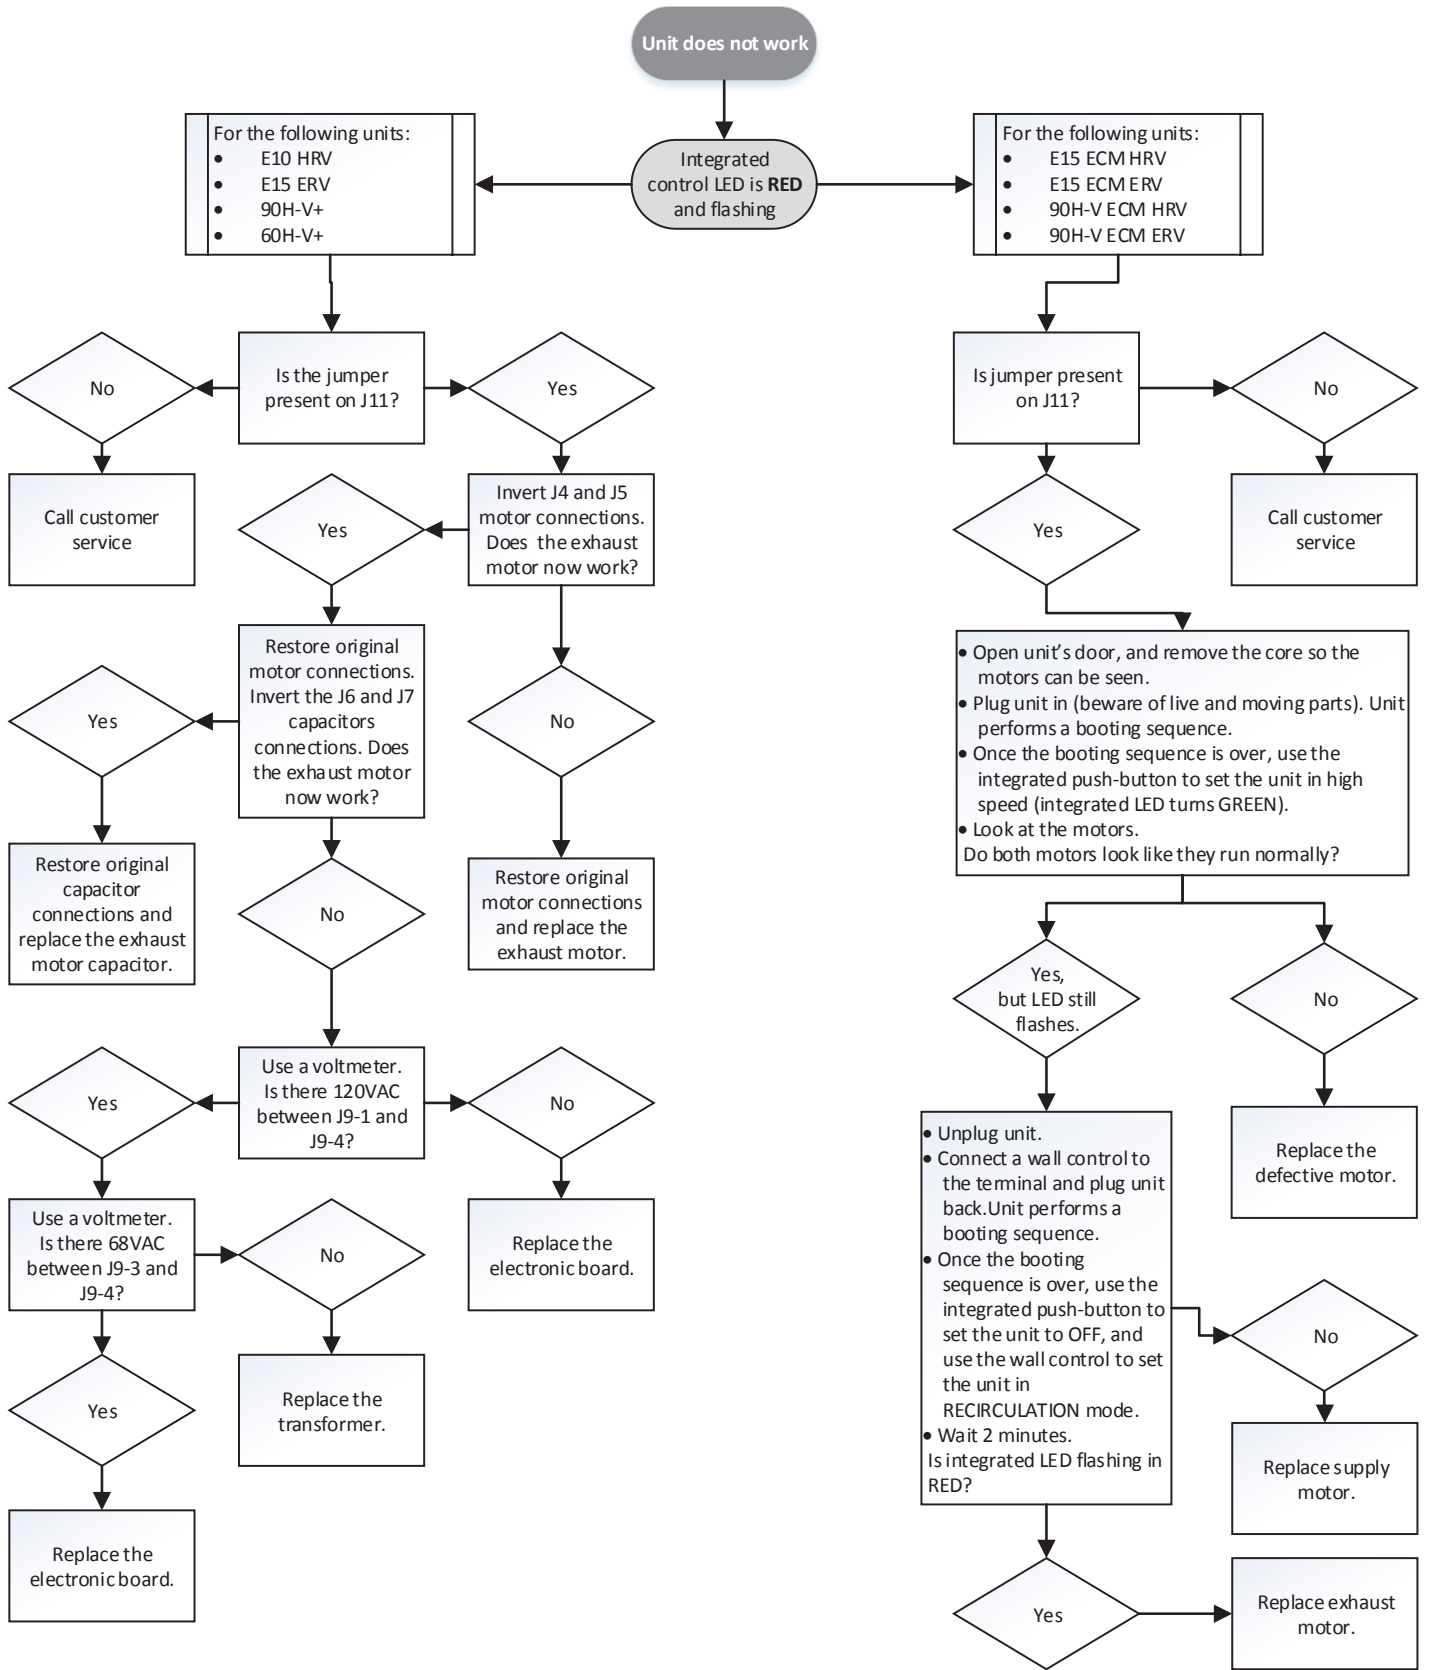 Unit does not work
Integrated
control LED is RED
and flashing
For the following units:
• E10 HRV
• E15 ERV
• 90H-V+
• 60H-V+
Is the jumper
present on J11?
No
Call customer
service
Yes
Invert J4 and J5
motor connections.
Does the exhaust
motor now work?
Yes
Restore original
motor connections.
Invert the J6 and J7
capacitors
connections. Does
the exhaust motor
now work?
No
Restore original
motor connections
and replace the
exhaust motor.
Yes
Restore original
capacitor
connections and
replace the exhaust
motor capacitor.
No
Use a voltmeter.
Is there 120VAC
between J9-1 and
J9-4?
Yes
No
Replace the
electronic board.
Use a voltmeter.
Is there 68VAC
between J9-3 and
J9-4?
No
Replace the
transformer.
Yes
Replace the
electronic board.
For the following units:
• E15 ECM HRV
• E15 ECM ERV
• 90H-V ECM HRV
• 90H-V ECM ERV
Is jumper present
on J11?
No
Call customer
service
Yes
• Open unit’s door, and remove the core so the
motors can be seen.
• Plug unit in (beware of live and moving parts). Unit
performs a booting sequence.
• Once the booting sequence is over, use the
integrated push-button to set the unit in high
speed (integrated LED turns GREEN).
• Look at the motors.
Do both motors look like they run normally?
Yes,
but LED still
flashes.
No
Replace the
defective motor.
• Unplug unit.
• Connect a wall control to
the terminal and plug unit
back.Unit performs a
booting sequence.
• Once the booting
sequence is over, use the
integrated push-button to
set the unit to OFF, and
use the wall control to set
the unit in
RECIRCULATION mode.
• Wait 2 minutes.
Is integrated LED flashing in
RED?
No
Replace supply
motor.
Yes
Replace exhaust
motor.